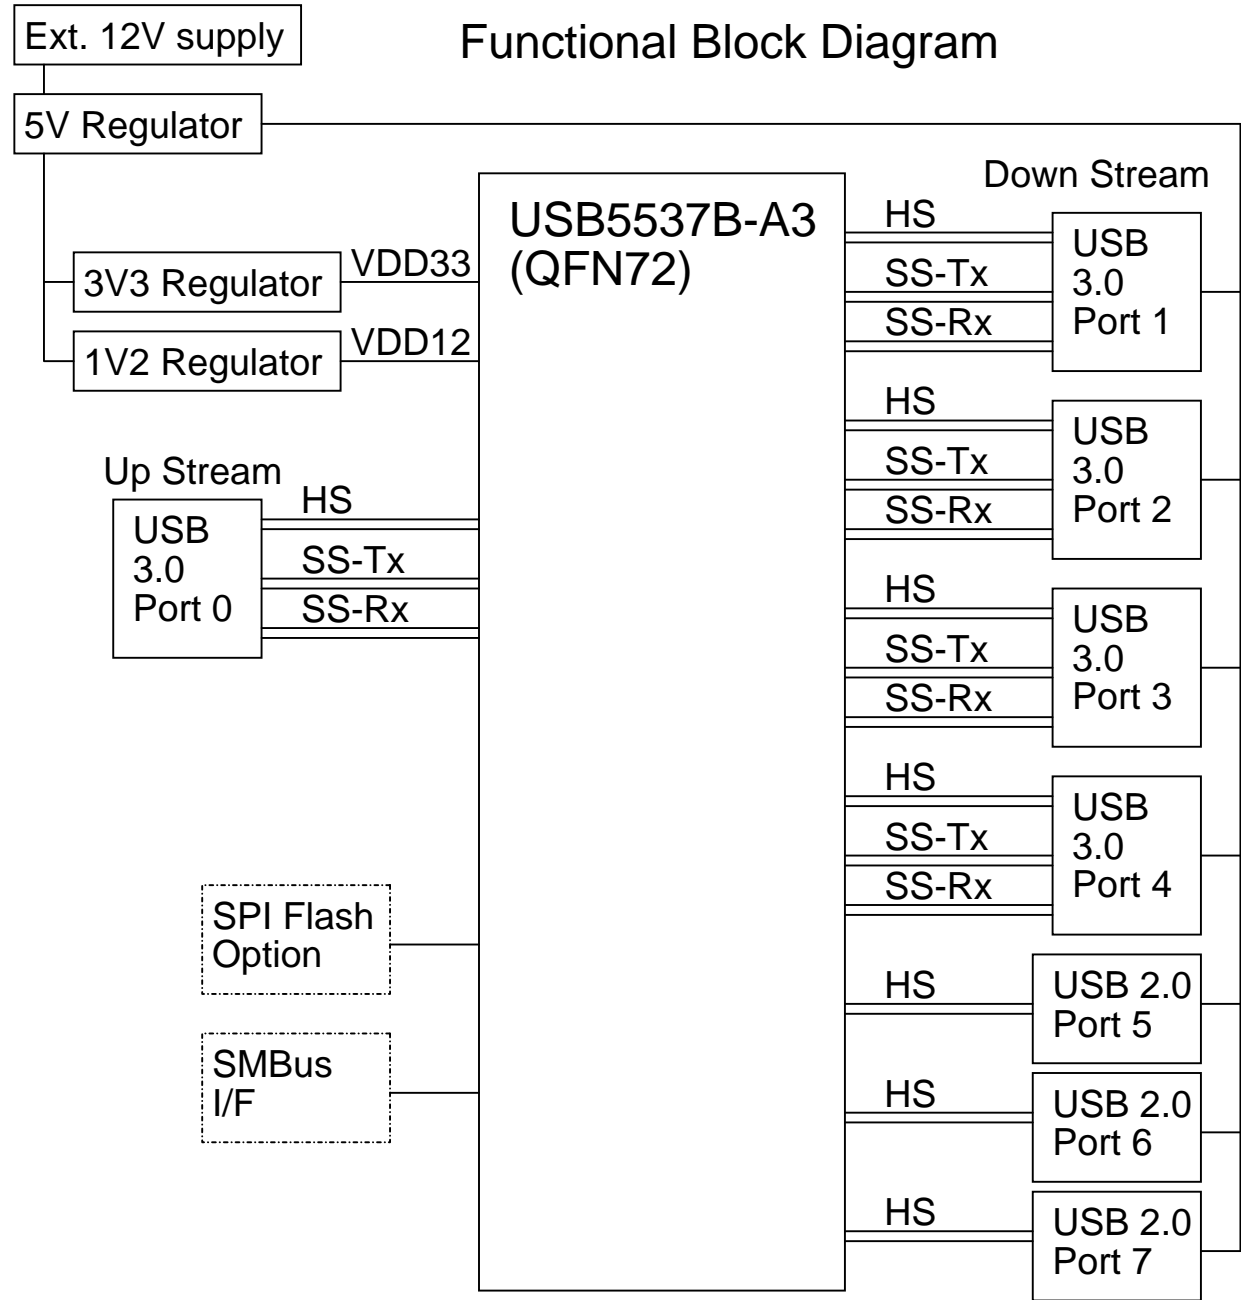 Functional Block Diagram
Ext. 12V supply
5V Regulator
3V3 Regulator
VDD33
1V2 Regulator
VDD12
Up Stream
USB
3.0
Port 0
HS
SS-Tx
SS-Rx
SPI Flash
Option
SMBus
I/F
USB5537B-A3
(QFN72)
Down Stream
HS
SS-Tx
SS-Rx
USB
3.0
Port 1
HS
SS-Tx
SS-Rx
USB
3.0
Port 2
HS
SS-Tx
SS-Rx
USB
3.0
Port 3
HS
SS-Tx
SS-Rx
USB
3.0
Port 4
HS
USB 2.0
Port 5
HS
USB 2.0
Port 6
HS
USB 2.0
Port 7